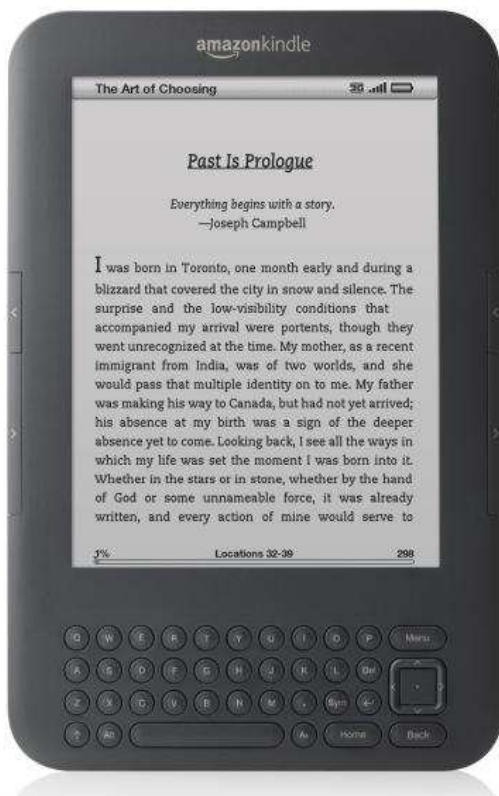 amazonkindle
The Art of Choosing 3G
Past Is Prologue
Everything begins with a story.
—Joseph Campbell
I was born in Toronto, one month early and during a
blizzard that covered the city in snow and silence. The
surprise and the low-visibility conditions that
accompanied my arrival were portents, though they
went unrecognized at the time. My mother, as a recent
immigrant from India, was of two worlds, and she
would pass that multiple identity on to me. My father
was making his way to Canada, but had not yet arrived;
his absence at my birth was a sign of the deeper
absence yet to come. Looking back, I see all the ways in
which my life was set the moment I was born into it.
Whether in the stars or in stone, whether by the hand
of God or some unnameable force, it was already
written, and every action of mine would serve to
1% Locations 32-39 298
Q W E R T Y U I O P Menu
A S D F G H J K L Del
Z X C V B N M . Sym
Alt Aa Home Back